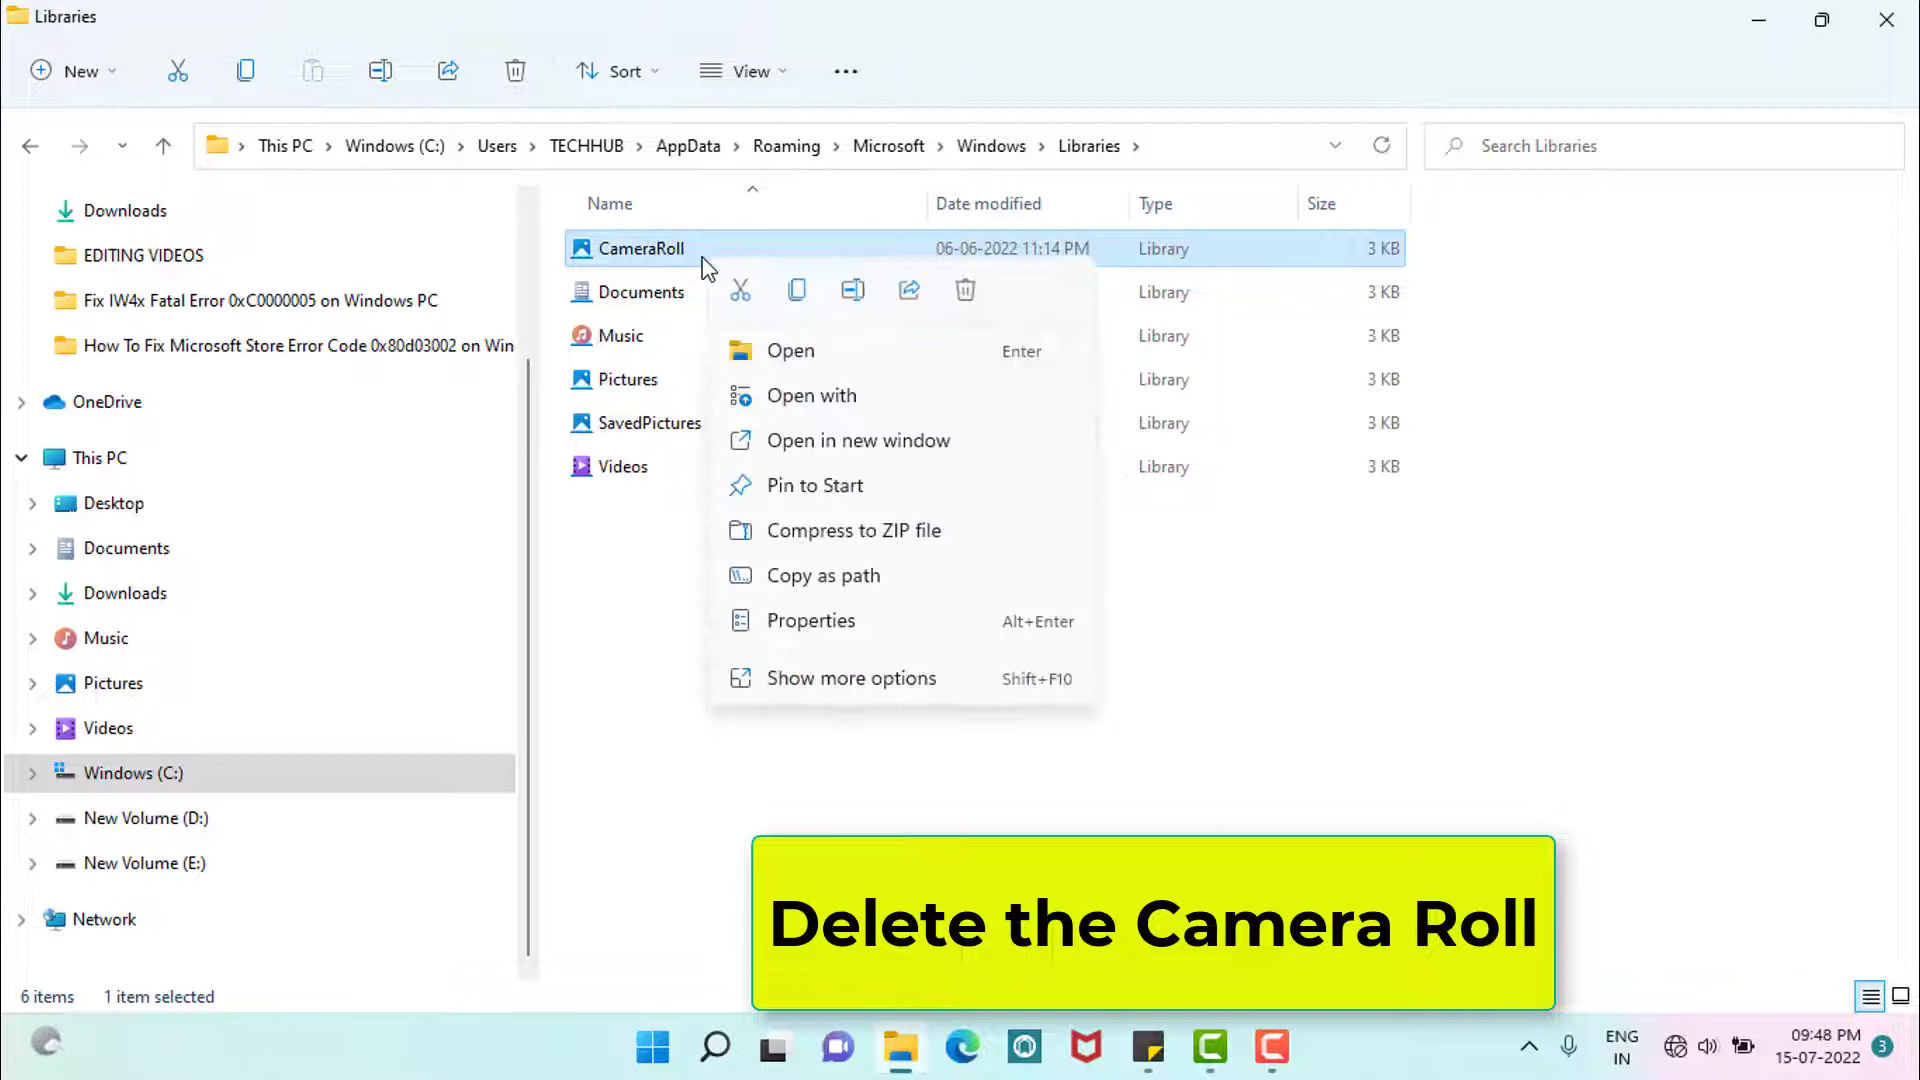 Libraries
New
Sort
View
This PC
Windows (C:)
Users
TECHHUB
AppData
Roaming
Microsoft
Windows
Libraries
Search Libraries
Downloads
EDITING VIDEOS
Fix IW4x Fatal Error 0xC0000005 on Windows PC
How To Fix Microsoft Store Error Code 0x80d03002 on Win
OneDrive
This PC
Desktop
Documents
Downloads
Music
Pictures
Videos
Windows (C:)
New Volume (D:)
New Volume (E:)
Network
Name
Date modified
Type
Size
CameraRoll 06-06-2022 11:14 PM Library 3 KB
Documents Library 3 KB
Music Library 3 KB
Pictures Library 3 KB
SavedPictures Library 3 KB
Videos Library 3 KB
Open Enter
Open with
Open in new window
Pin to Start
Compress to ZIP file
Copy as path
Properties Alt+Enter
Show more options Shift+F10
Delete the Camera Roll
6 items 1 item selected
ENG
IN
09:48 PM
15-07-2022
3